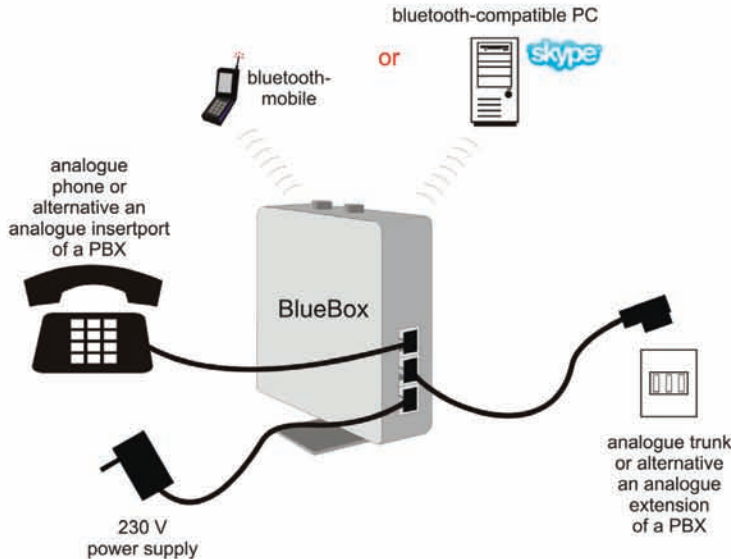 bluetooth-compatible PC
or
skype
bluetooth-
mobile
analogue
phone or
alternative an
analogue insertport
of a PBX
BlueBox
analogue trunk
or alternative
an analogue
extension
of a PBX
230 V
power supply